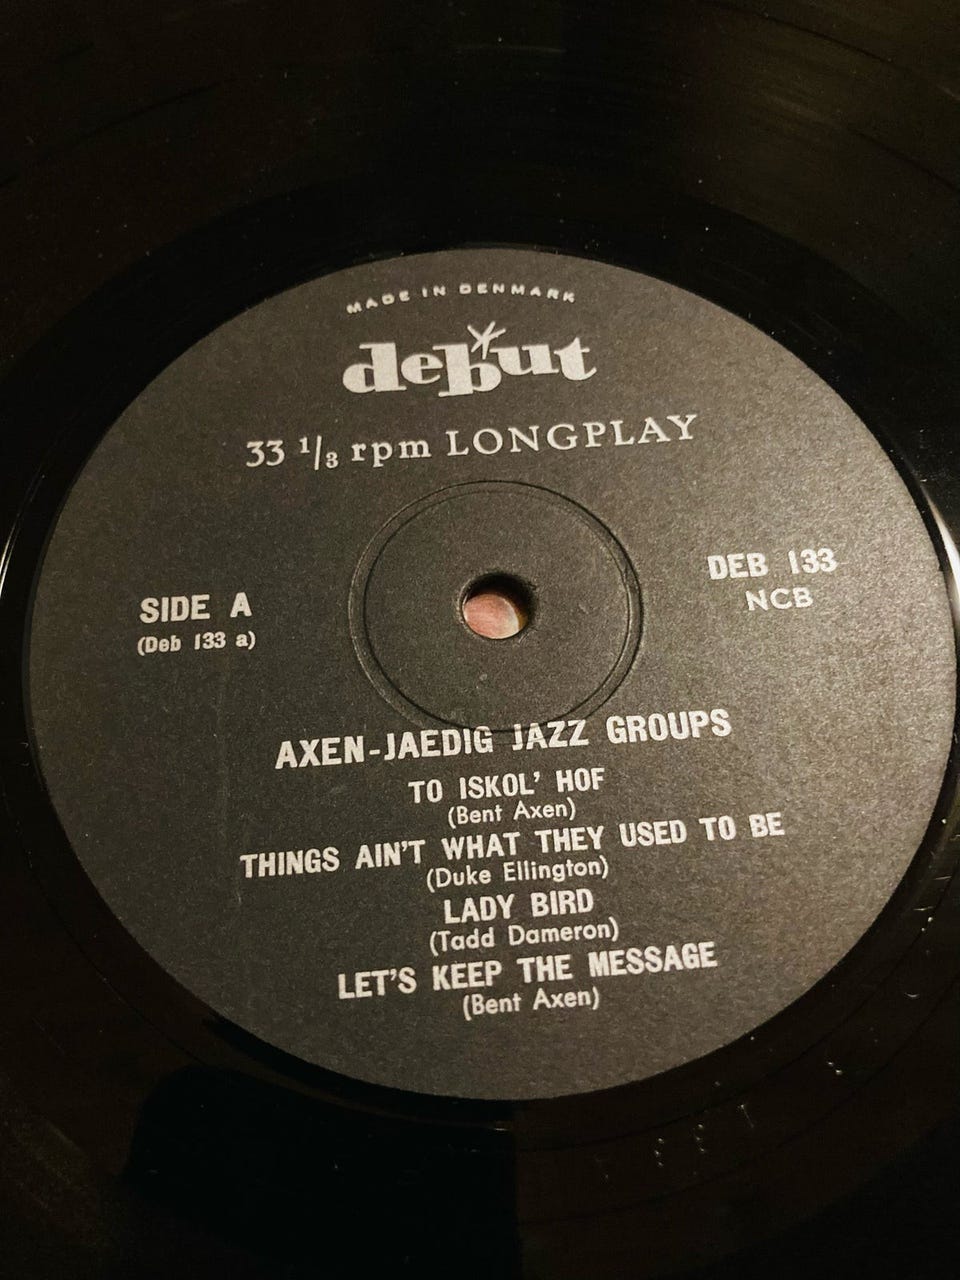 MADE IN DENMARK
debut
33 1/3 rpm LONGPLAY
DEB 133
NCB
SIDE A
(Deb 133 a)
AXEN-JAEDIG JAZZ GROUPS
TO ISKOL' HOF
(Bent Axen)
THINGS AIN'T WHAT THEY USED TO BE
(Duke Ellington)
LADY BIRD
(Tadd Dameron)
LET'S KEEP THE MESSAGE
(Bent Axen)